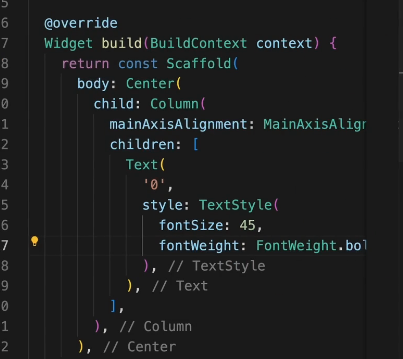 5
6 @override
7 Widget build(BuildContext context) {
8 return const Scaffold(
9 body: Center(
0 child: Column(
1 mainAxisAlignment: MainAxisAlign
2 children: [
3 Text(
4 '0',
5 style: TextStyle(
6 fontSize: 45,
7 fontWeight: FontWeight.bol
8 ), // TextStyle
9 ), // Text
0 ],
1 ), // Column
2 ), // Center